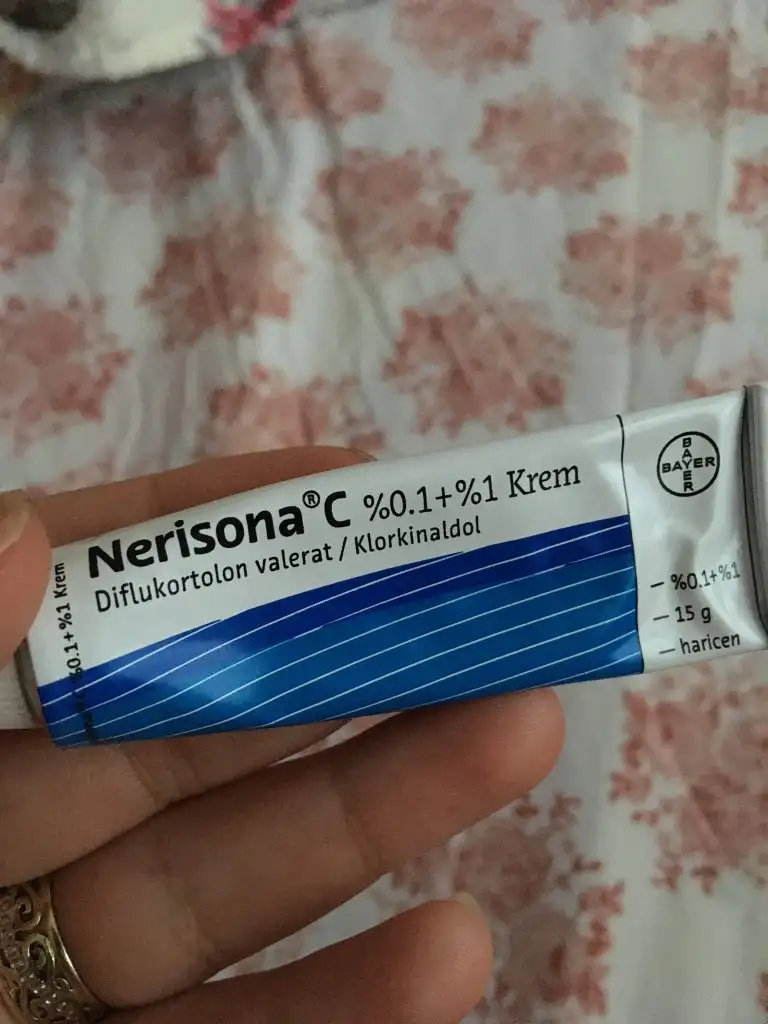 Nerisona®C %0.1+%1 Krem
Diflukortolon valerat / Klorkinaldol
%0.1+%1 Krem
BAYER
BAYER
– %0.1+%1
– 15 g
– haricen